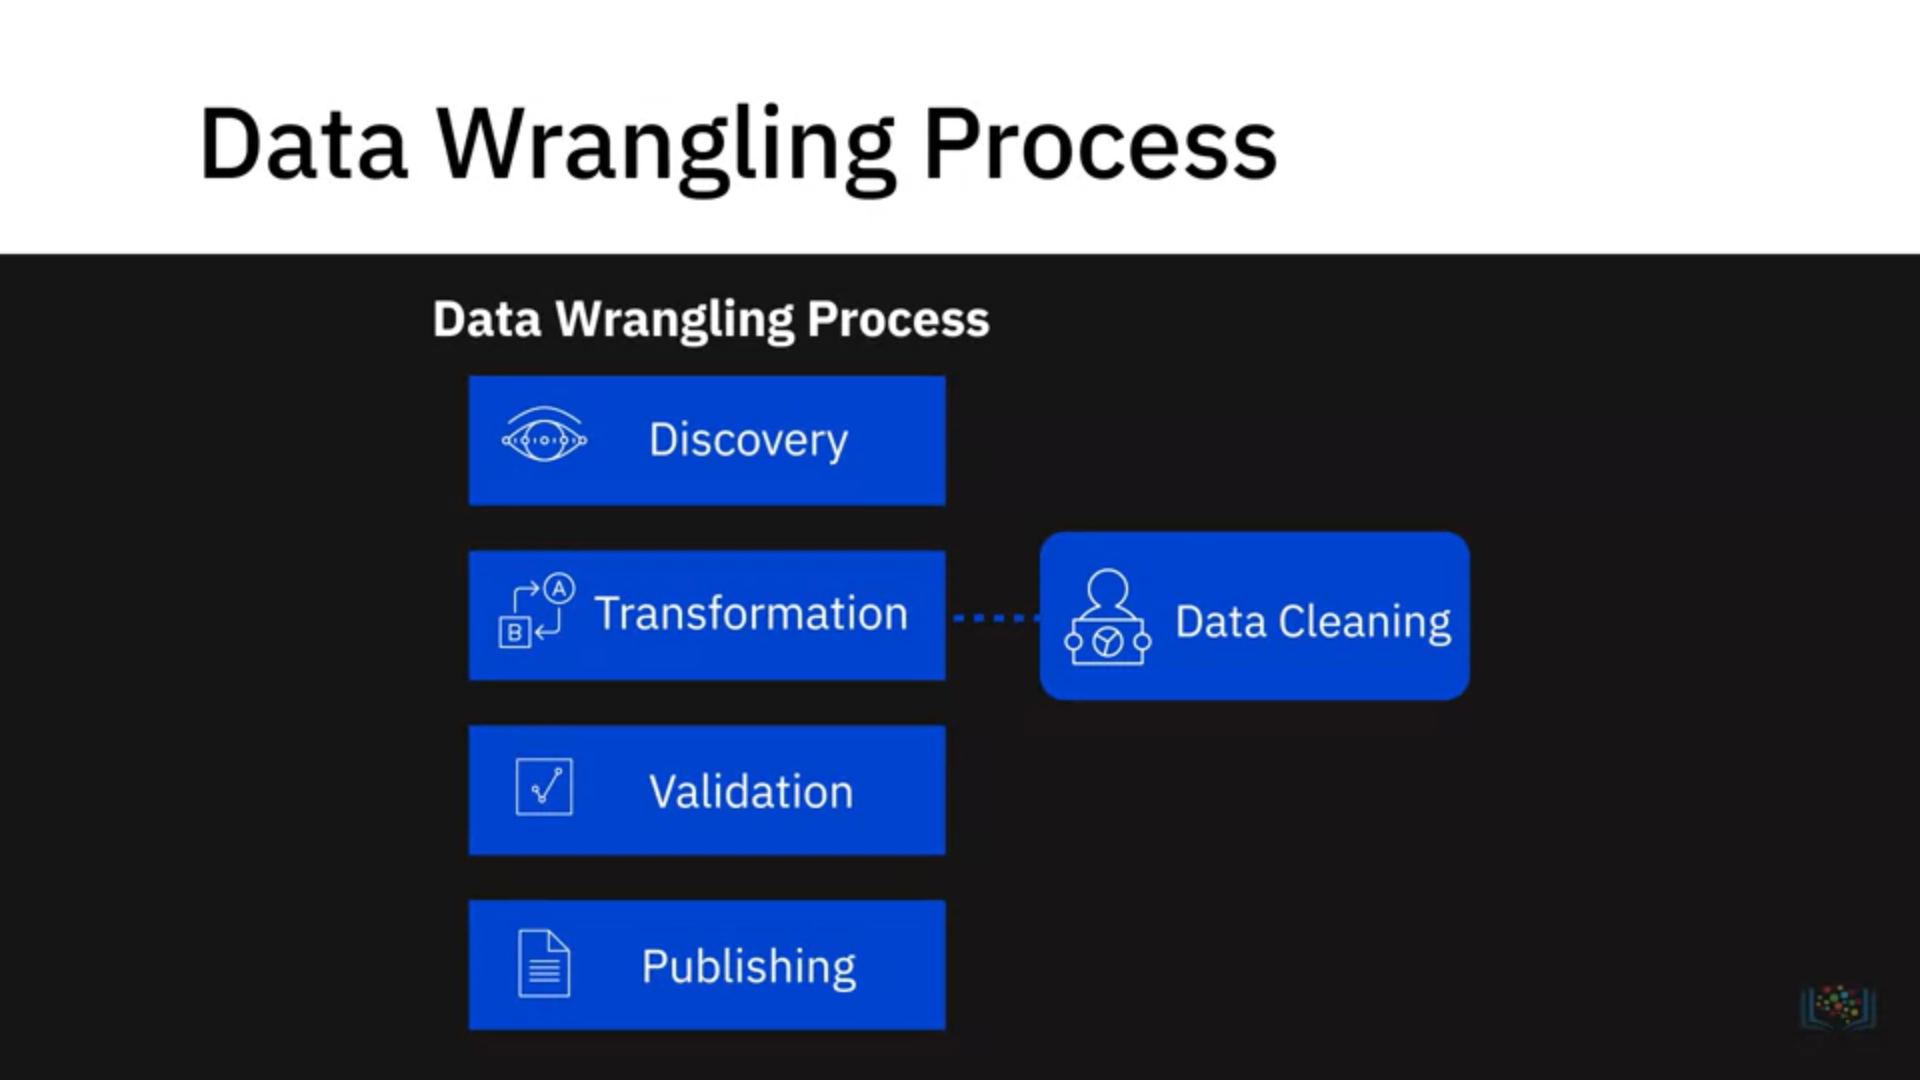 Data Wrangling Process
Data Wrangling Process
Discovery
A
B
Transformation
Data Cleaning
Validation
Publishing